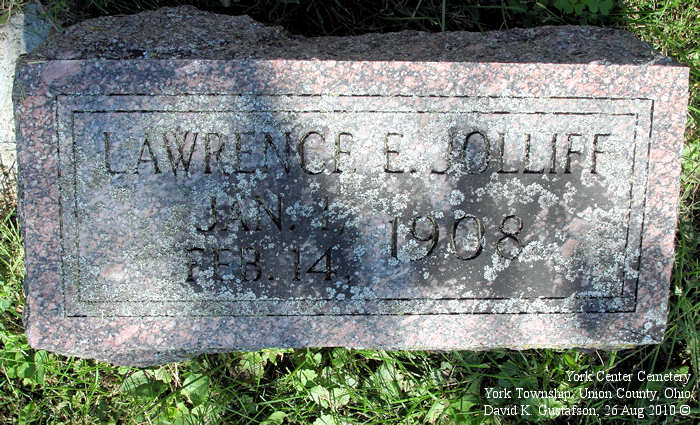 LAWRENCE E. JOLLIFF
JAN. 1,
FEB. 14, 1908
York Center Cemetery
York Township, Union County, Ohio
David K. Gustafson, 26 Aug 2010 ©